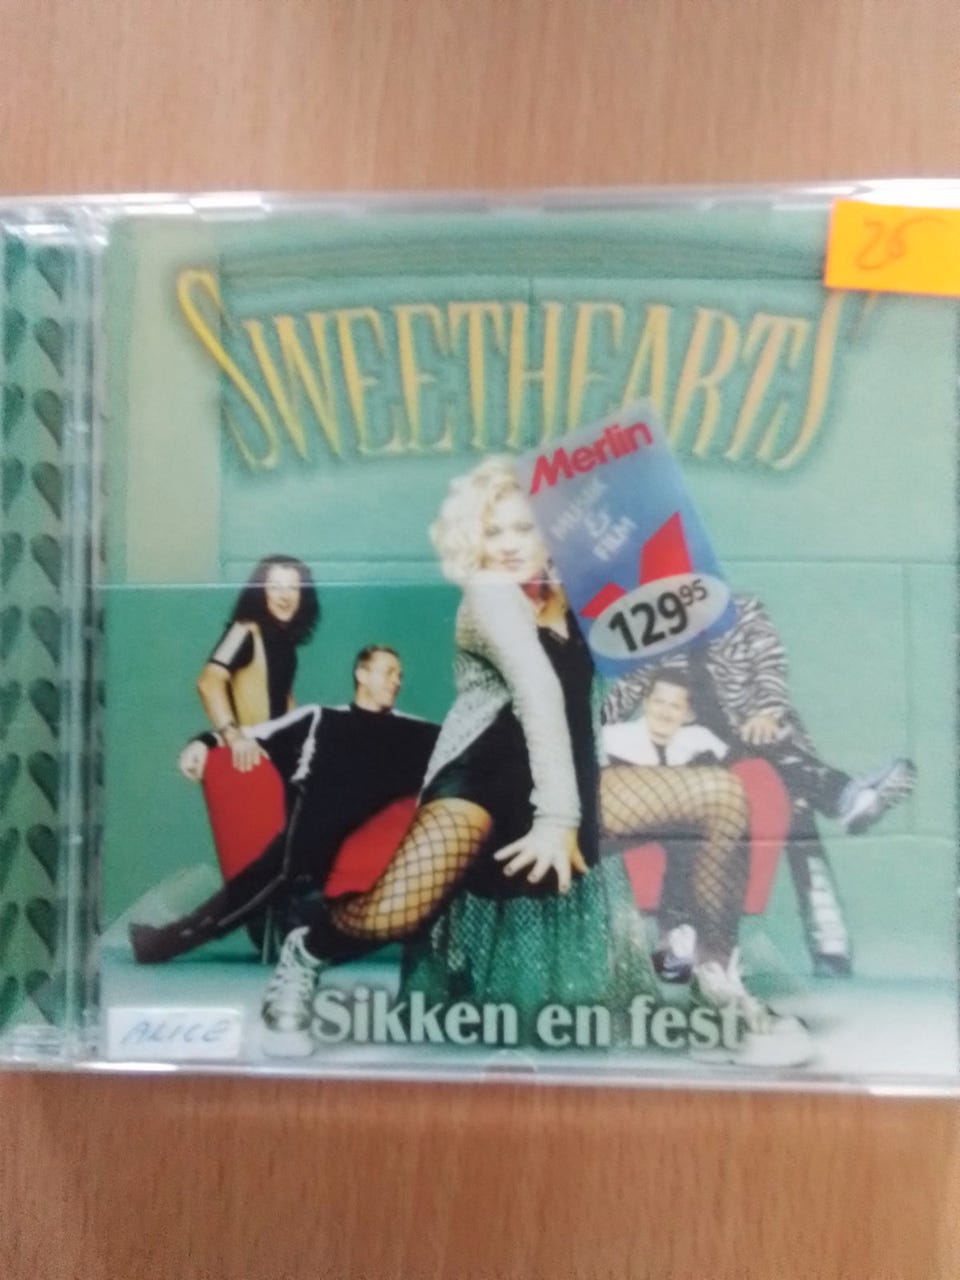 25
SWEETHEARTS
Merlin
MUSIK
&
FILM
129 95
Sikken en fest
ALICE